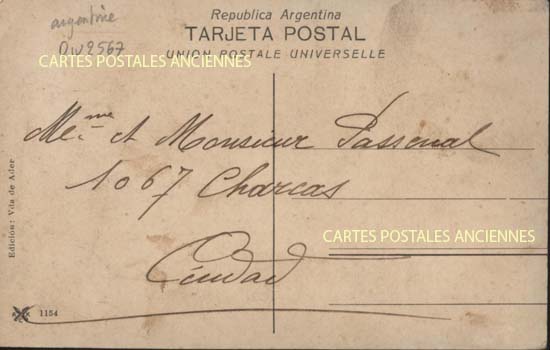 argentine
Republica Argentina
DW2567
TARJETA POSTAL
CARTES POSTALES ANCIENNES
UNION POSTALE UNIVERSELLE
Mme et Monsieur
1067 Charcas
CARTES POSTALES ANCIENNES
Ciudad
Edición: Vda de Ader
1154